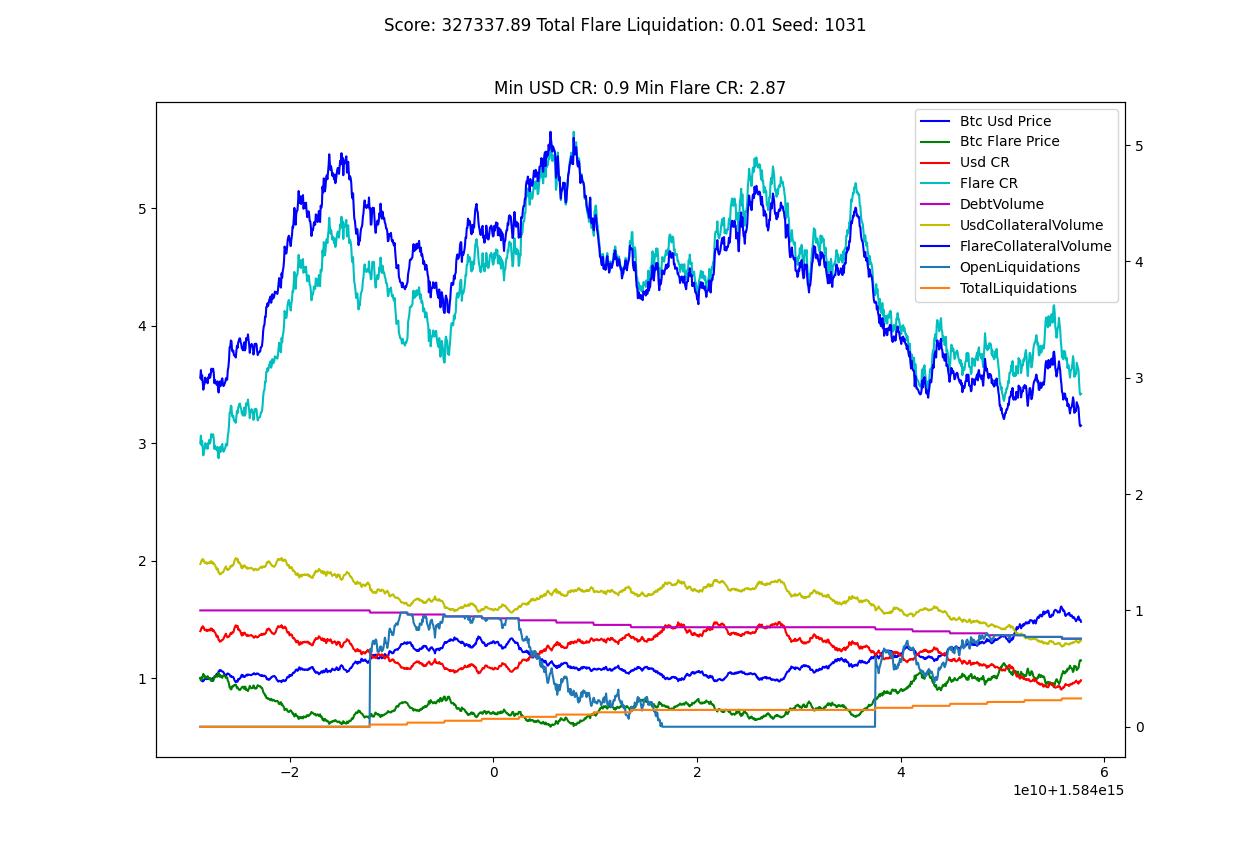 Score: 327337.89 Total Flare Liquidation: 0.01 Seed: 1031
Min USD CR: 0.9 Min Flare CR: 2.87
Btc Usd Price
Btc Flare Price
Usd CR
Flare CR
DebtVolume
UsdCollateralVolume
FlareCollateralVolume
OpenLiquidations
TotalLiquidations
5
4
3
2
1
5
4
3
2
1
0
−2
0
2
4
6
1e10+1.584e15